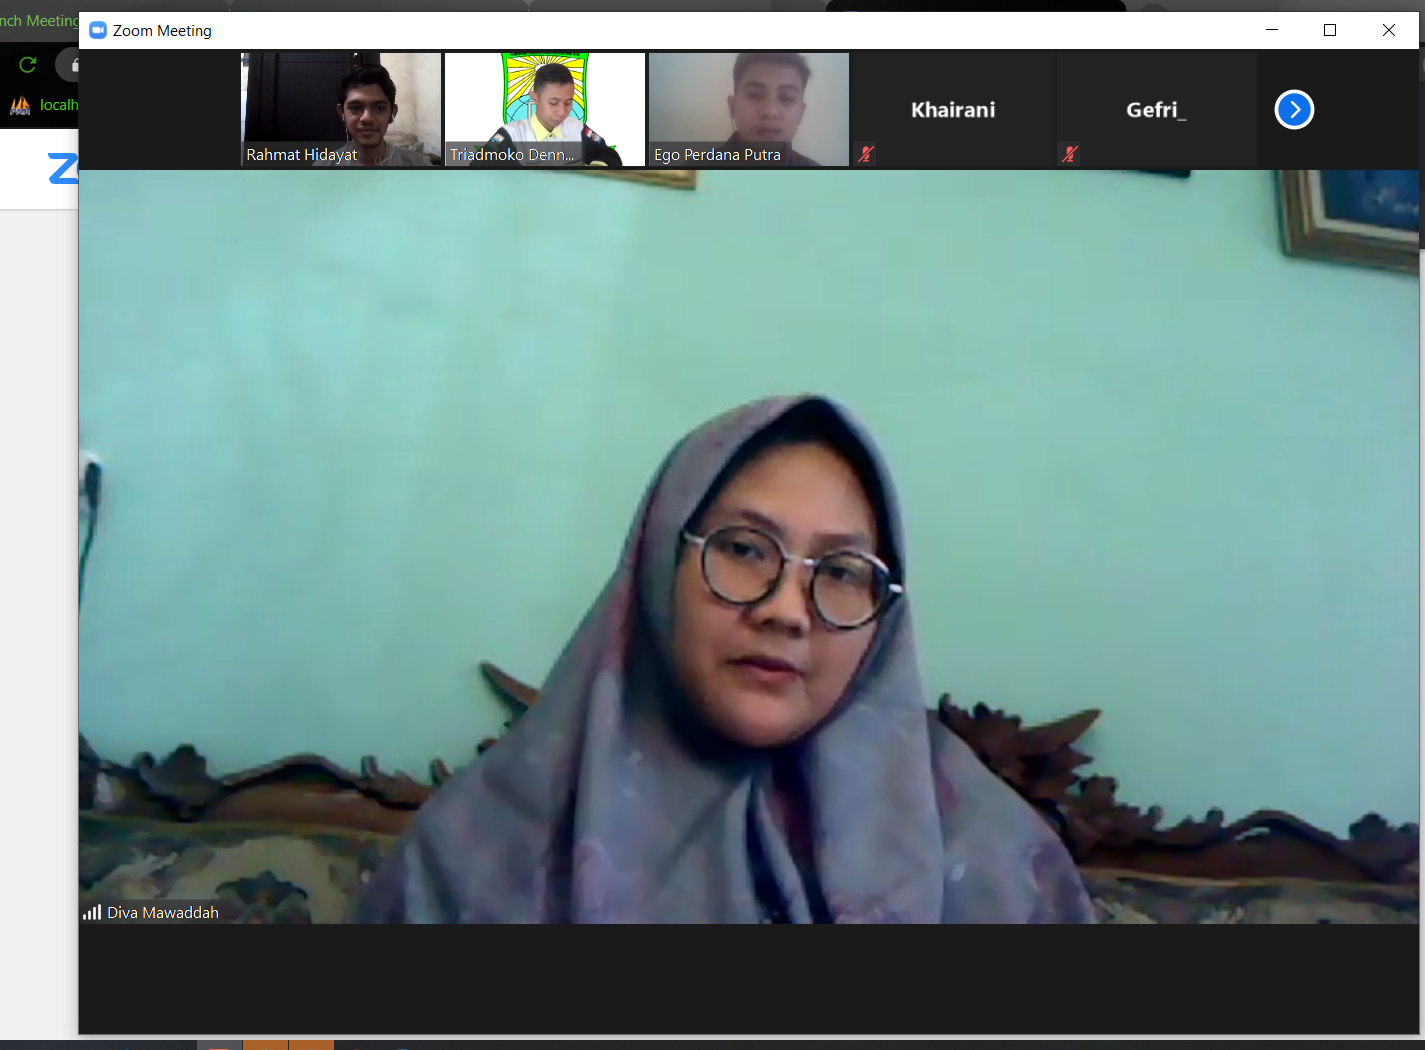 nch Meeting
Zoom Meeting
localh
Rahmat Hidayat
Triadmoko Denn...
Ego Perdana Putra
Khairani
Gefri_
Diva Mawaddah